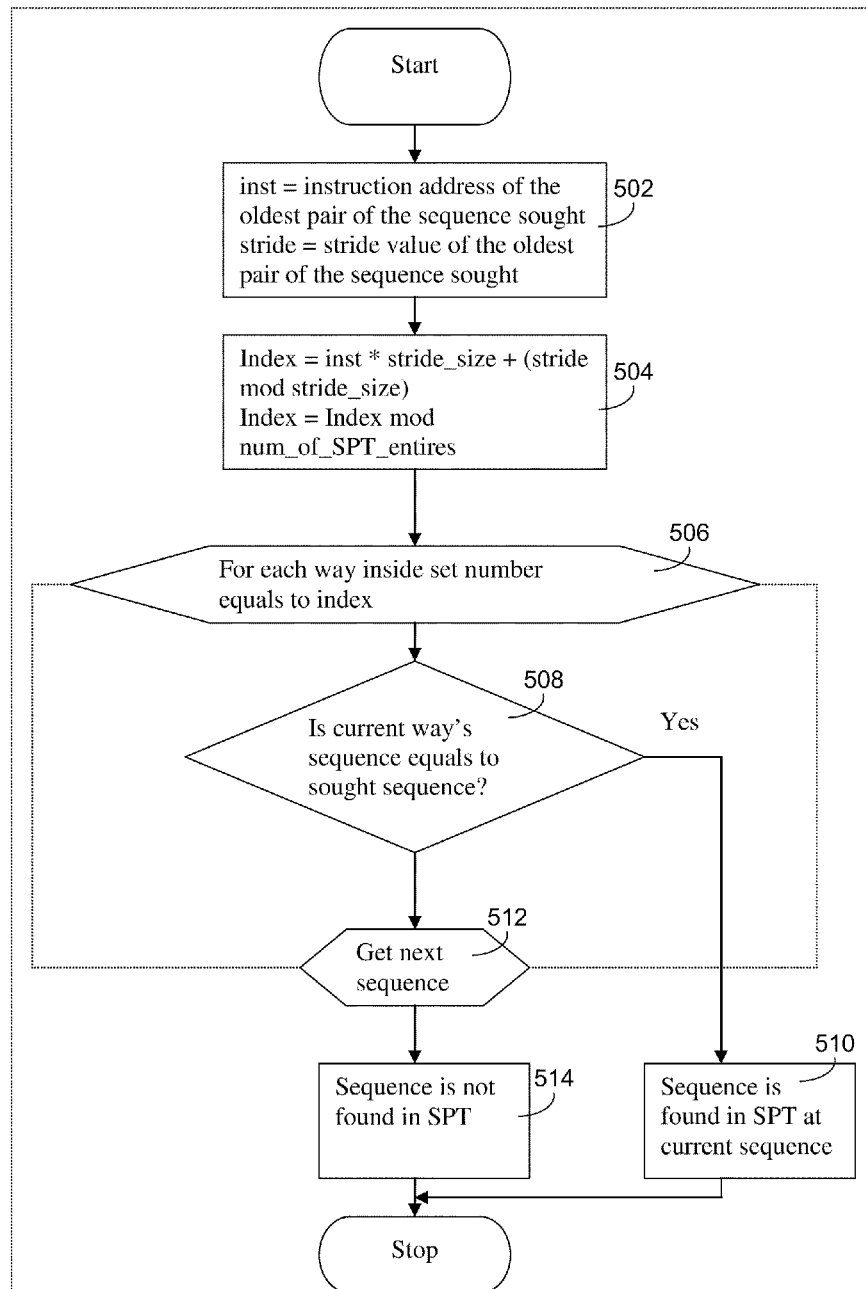 Start
inst = instruction address of the
oldest pair of the sequence sought
stride = stride value of the oldest
pair of the sequence sought
502
Index = inst * stride_size + (stride
mod stride_size)
Index = Index mod
num_of_SPT_entires
504
For each way inside set number
equals to index
506
Is current way's
sequence equals to
sought sequence?
508
Yes
Get next
sequence
512
Sequence is not
found in SPT
514
Sequence is
found in SPT at
current sequence
510
Stop